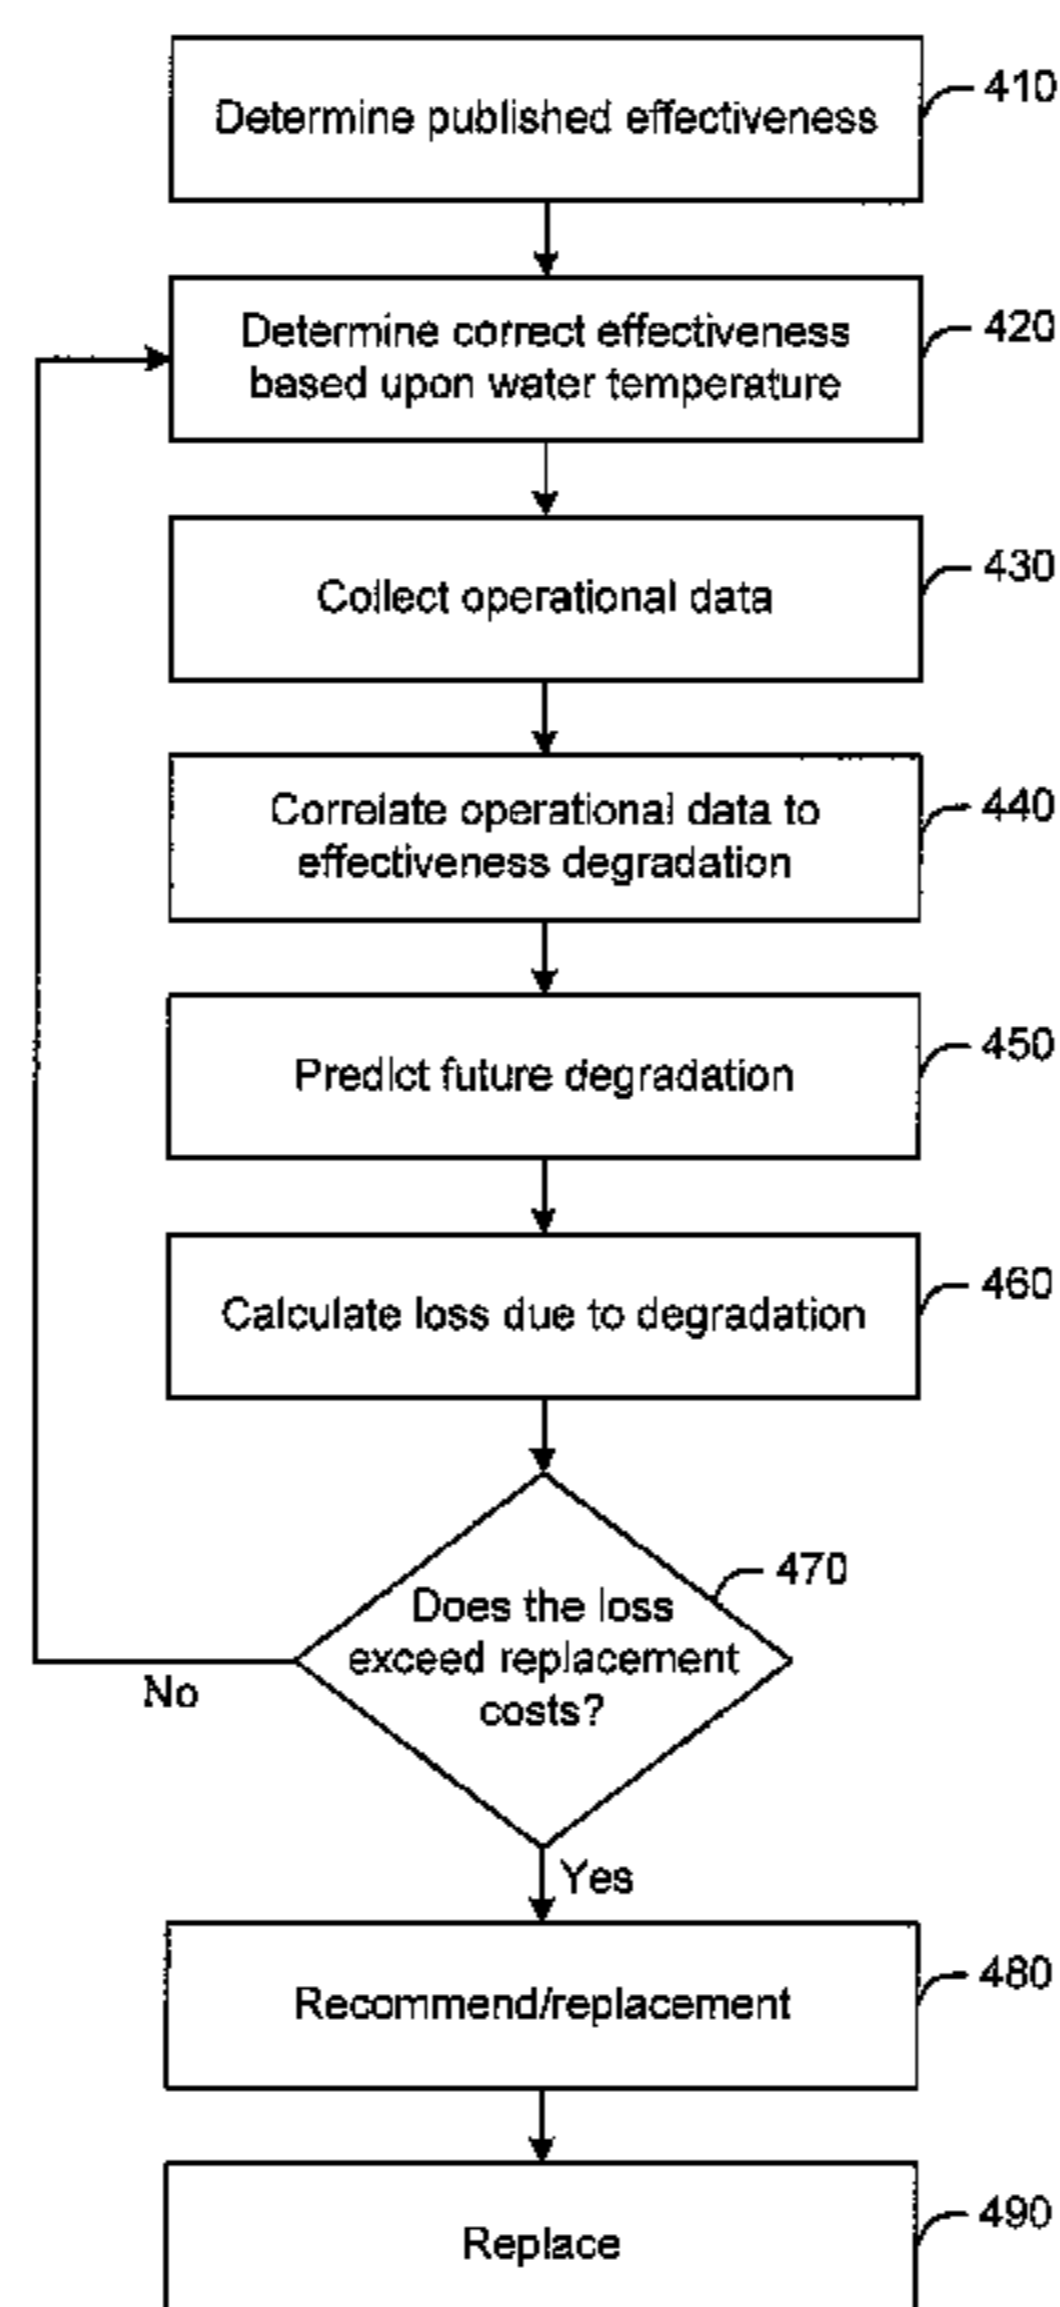 Determine published effectiveness
410
Determine correct effectiveness
based upon water temperature
420
Collect operational data
430
Correlate operational data to
effectiveness degradation
440
Predict future degradation
450
Calculate loss due to degradation
460
Does the loss
exceed replacement
costs?
470
No
Yes
Recommend/replacement
480
Replace
490